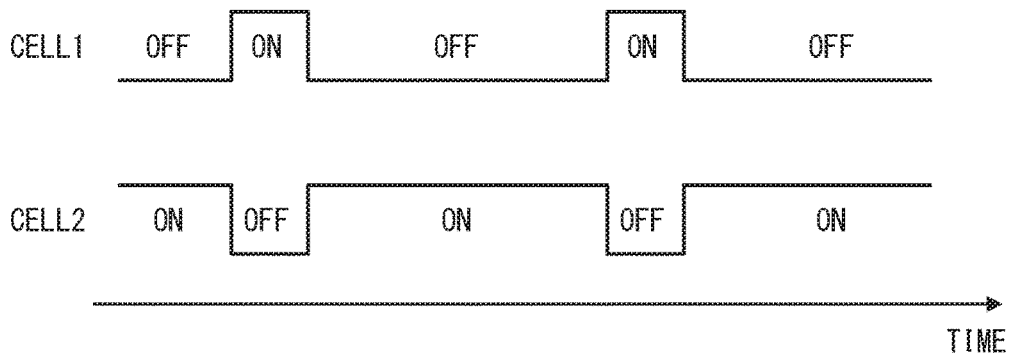 CELL1 OFF ON OFF ON OFF
CELL2 ON OFF ON OFF ON
TIME